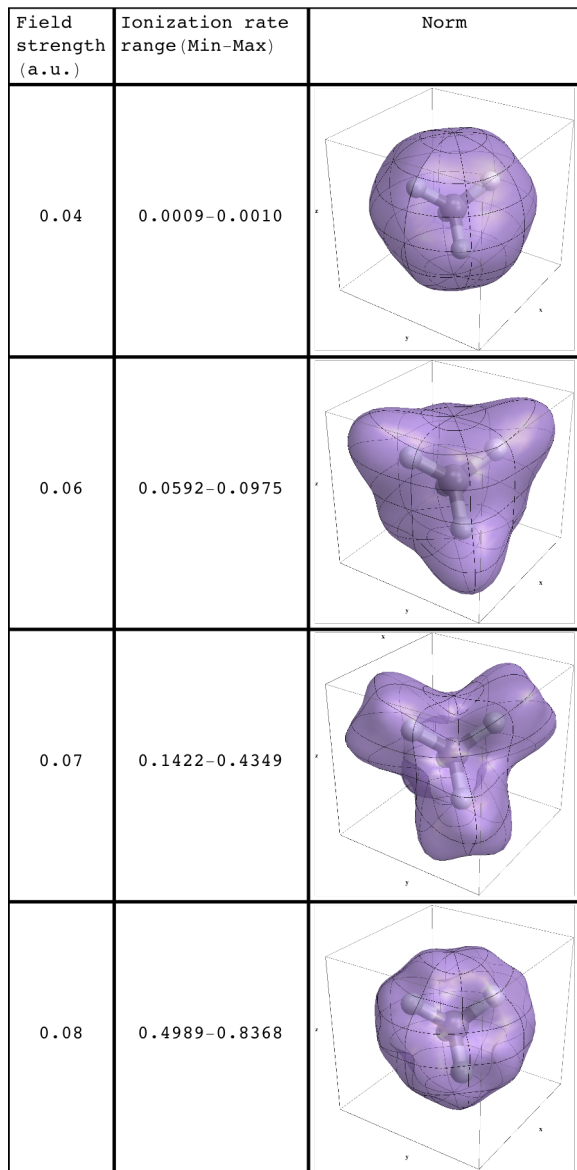 Field strength (a.u.)
Ionization rate range(Min-Max)
Norm
0.04
0.0009-0.0010
z
y
x
0.06
0.0592-0.0975
z
y
x
0.07
0.1422-0.4349
x
z
y
0.08
0.4989-0.8368
z
y
x